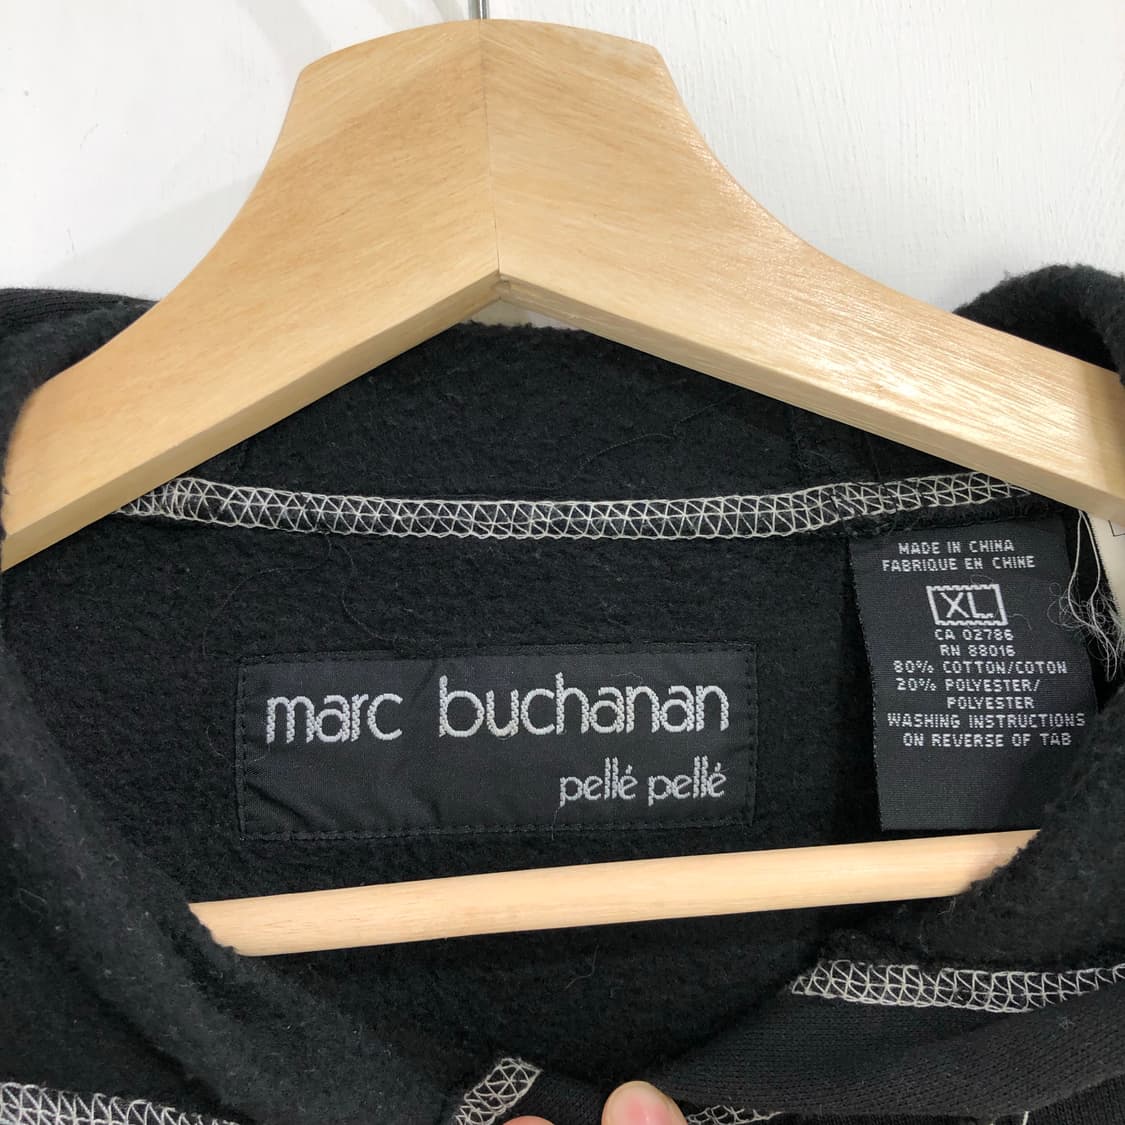 marc buchanan
pellé pellé
MADE IN CHINA
FABRIQUE EN CHINE
XL
CA 02786
RN 88016
80% COTTON/COTON
20% POLYESTER/
POLYESTER
WASHING INSTRUCTIONS
ON REVERSE OF TAB